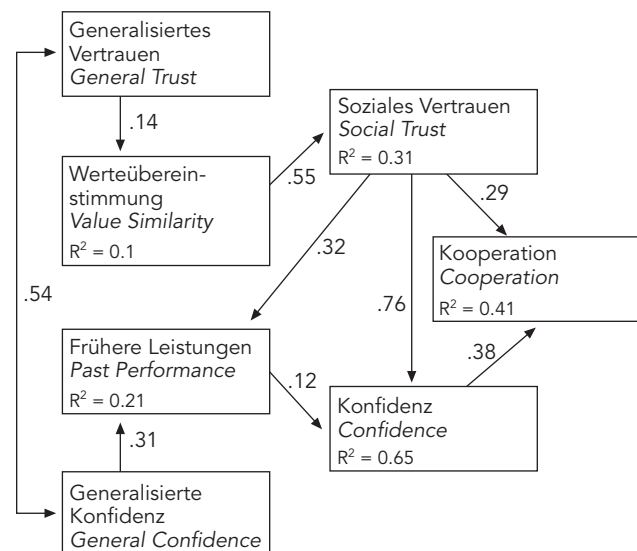 Generalisiertes
Vertrauen
General Trust
.14
Werteüberein-
stimmung
Value Similarity
R² = 0.1
.55
Soziales Vertrauen
Social Trust
R² = 0.31
.29
.32
.76
Kooperation
Cooperation
R² = 0.41
.54
Frühere Leistungen
Past Performance
R² = 0.21
.12
.38
Konfidenz
Confidence
R² = 0.65
.31
Generalisierte
Konfidenz
General Confidence